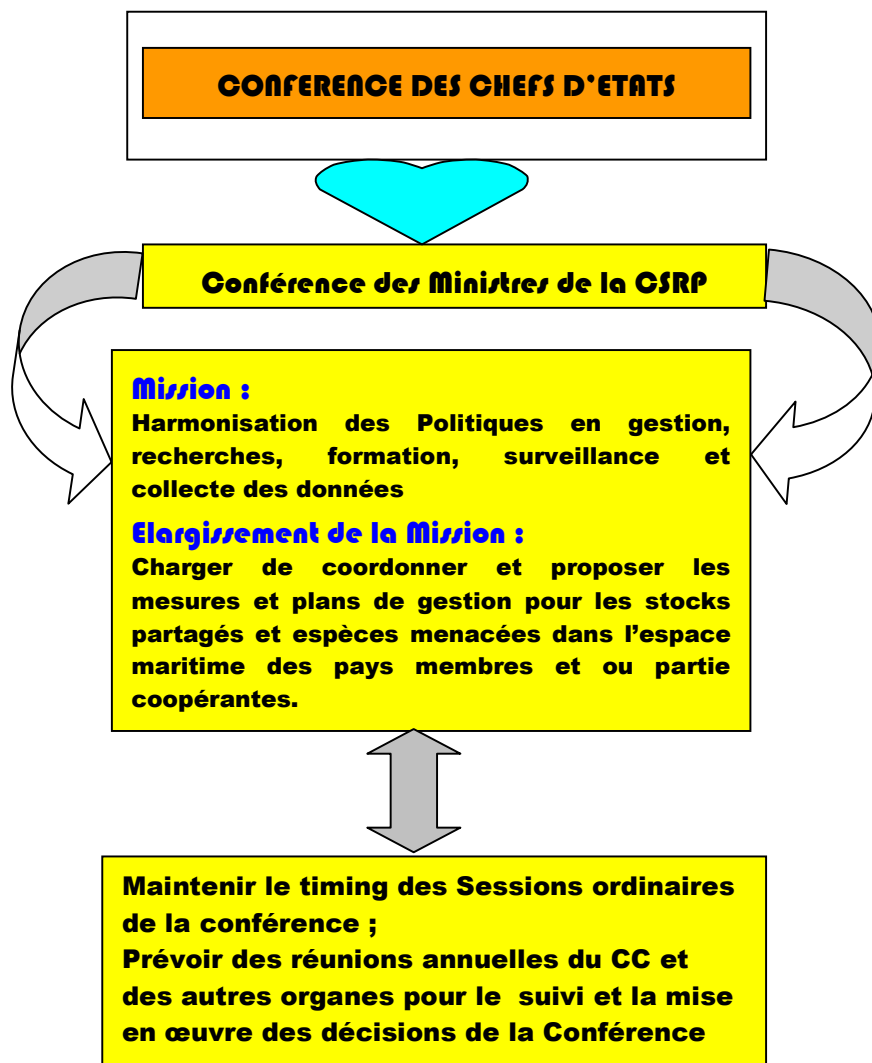 CONFERENCE DES CHEFS D'ETATS
Conférence des Ministres de la CSRP
Mission :
Harmonisation des Politiques en gestion,
recherches, formation, surveillance et
collecte des données
Elargissement de la Mission :
Charger de coordonner et proposer les
mesures et plans de gestion pour les stocks
partagés et espèces menacées dans l'espace
maritime des pays membres et ou partie
coopérantes.
Maintenir le timing des Sessions ordinaires
de la conférence ;
Prévoir des réunions annuelles du CC et
des autres organes pour le suivi et la mise
en œuvre des décisions de la Conférence